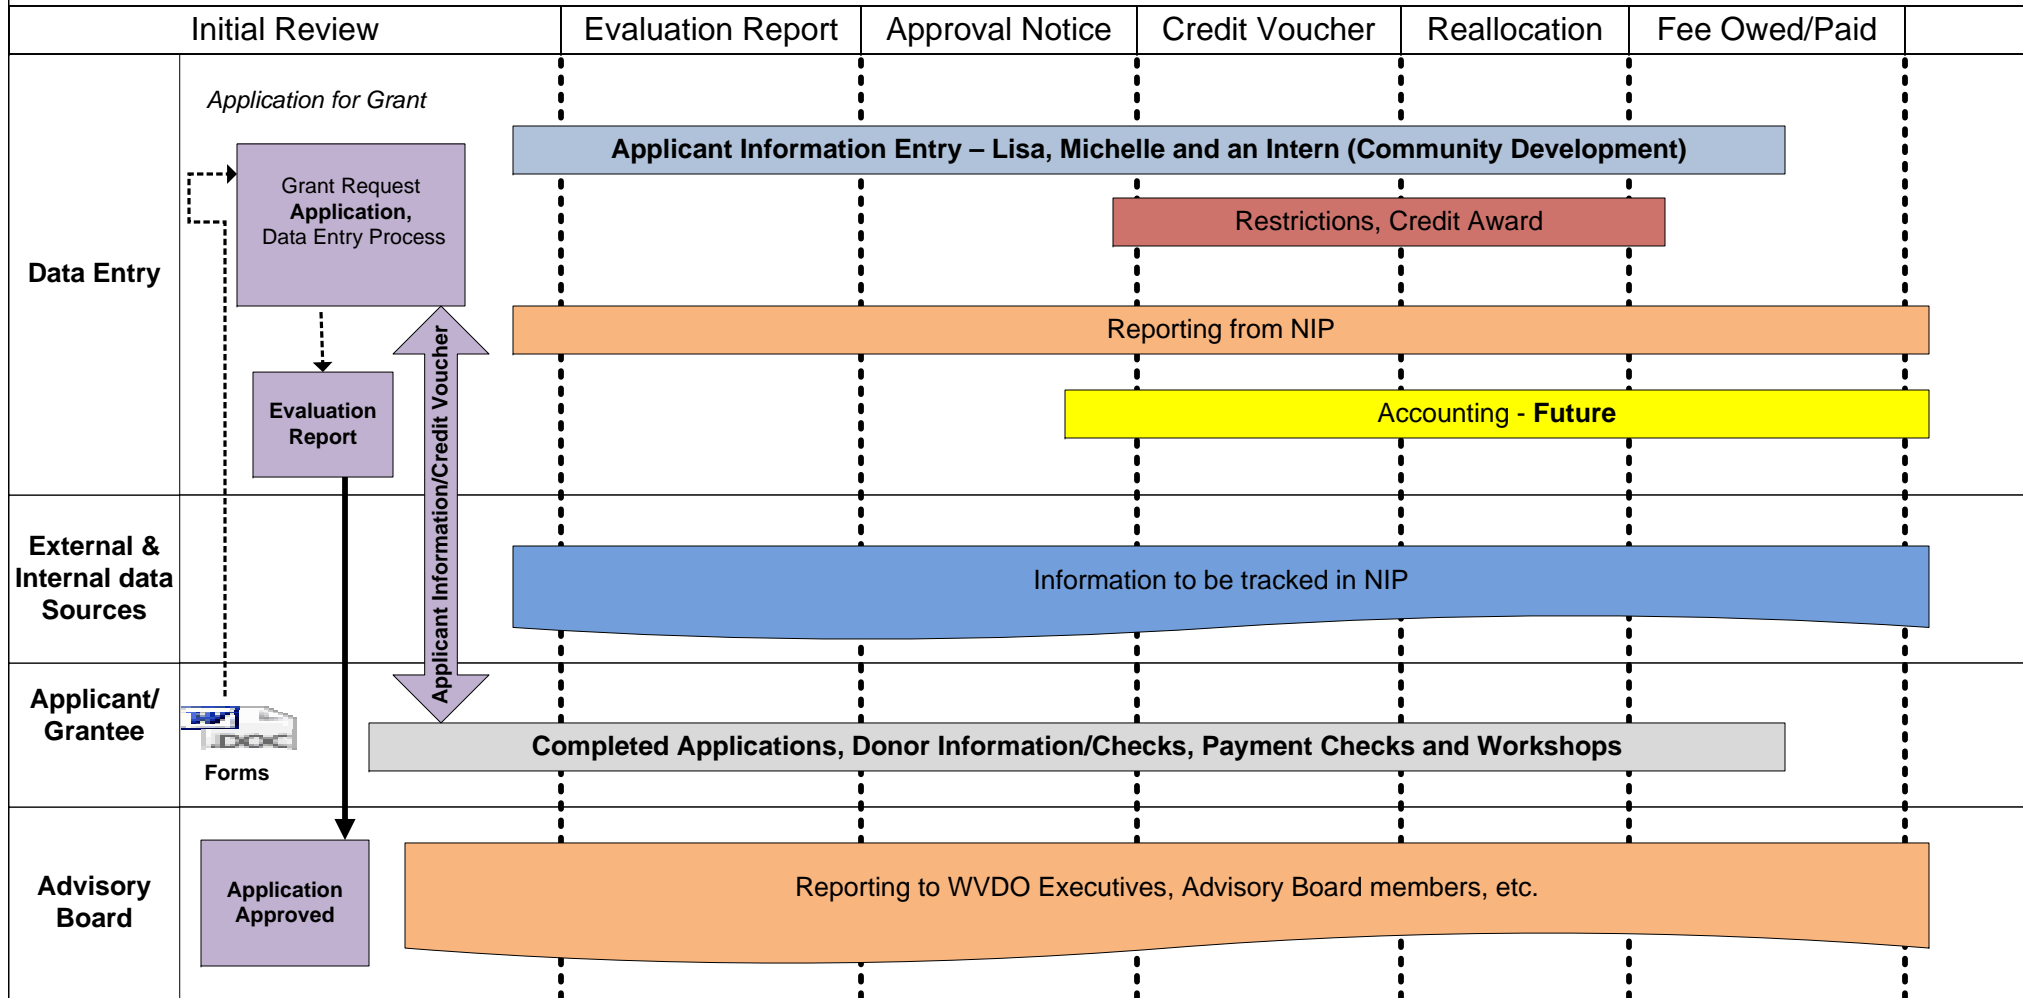 Initial Review
Evaluation Report
Approval Notice
Credit Voucher
Reallocation
Fee Owed/Paid
Data Entry
Application for Grant
Grant Request
Application,
Data Entry Process
Evaluation
Report
Applicant Information/Credit Voucher
Applicant Information Entry – Lisa, Michelle and an Intern (Community Development)
Restrictions, Credit Award
Reporting from NIP
Accounting - Future
External &
Internal data
Sources
Information to be tracked in NIP
Applicant/
Grantee
W
.DOC
Forms
Completed Applications, Donor Information/Checks, Payment Checks and Workshops
Advisory
Board
Application
Approved
Reporting to WVDO Executives, Advisory Board members, etc.